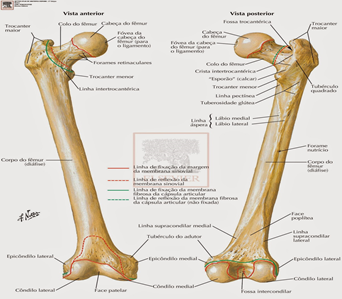 Vista anterior
Vista posterior
Trocanter
maior
Colo do fêmur
Cabeça
do fêmur
Fóvea da
cabeça do
fêmur (para
o ligamento)
Forames retinaculares
Trocanter menor
Linha intertrocantérica
Corpo do fêmur
(diáfise)
Epicôndilo lateral
Côndilo lateral
Face patelar
Cabeça do fêmur
Fossa trocantérica
Fóvea da cabeça
do fêmur (para
o ligamento)
Colo do fêmur
Crista intertrocantérica
"Esporão" (calcar)
Trocanter menor
Linha pectínea
Tuberosidade glútea
Linha
áspera
Lábio medial
Lábio lateral
Trocanter
maior
Tubérculo
quadrado
Forame
nutrício
Corpo do
fêmur
(diáfise)
Linha de fixação da margem
da membrana sinovial
Linha de reflexão da
membrana sinovial
Linha de fixação da membrana
fibrosa da cápsula articular
Linha de reflexão da membrana fibrosa
da cápsula articular (não fixada)
Face
poplítea
Linha supracondilar medial
Tubérculo do adutor
Epicôndilo medial
Côndilo medial
Linha
supracondilar
lateral
Epicôndilo lateral
Côndilo lateral
Fossa intercondilar